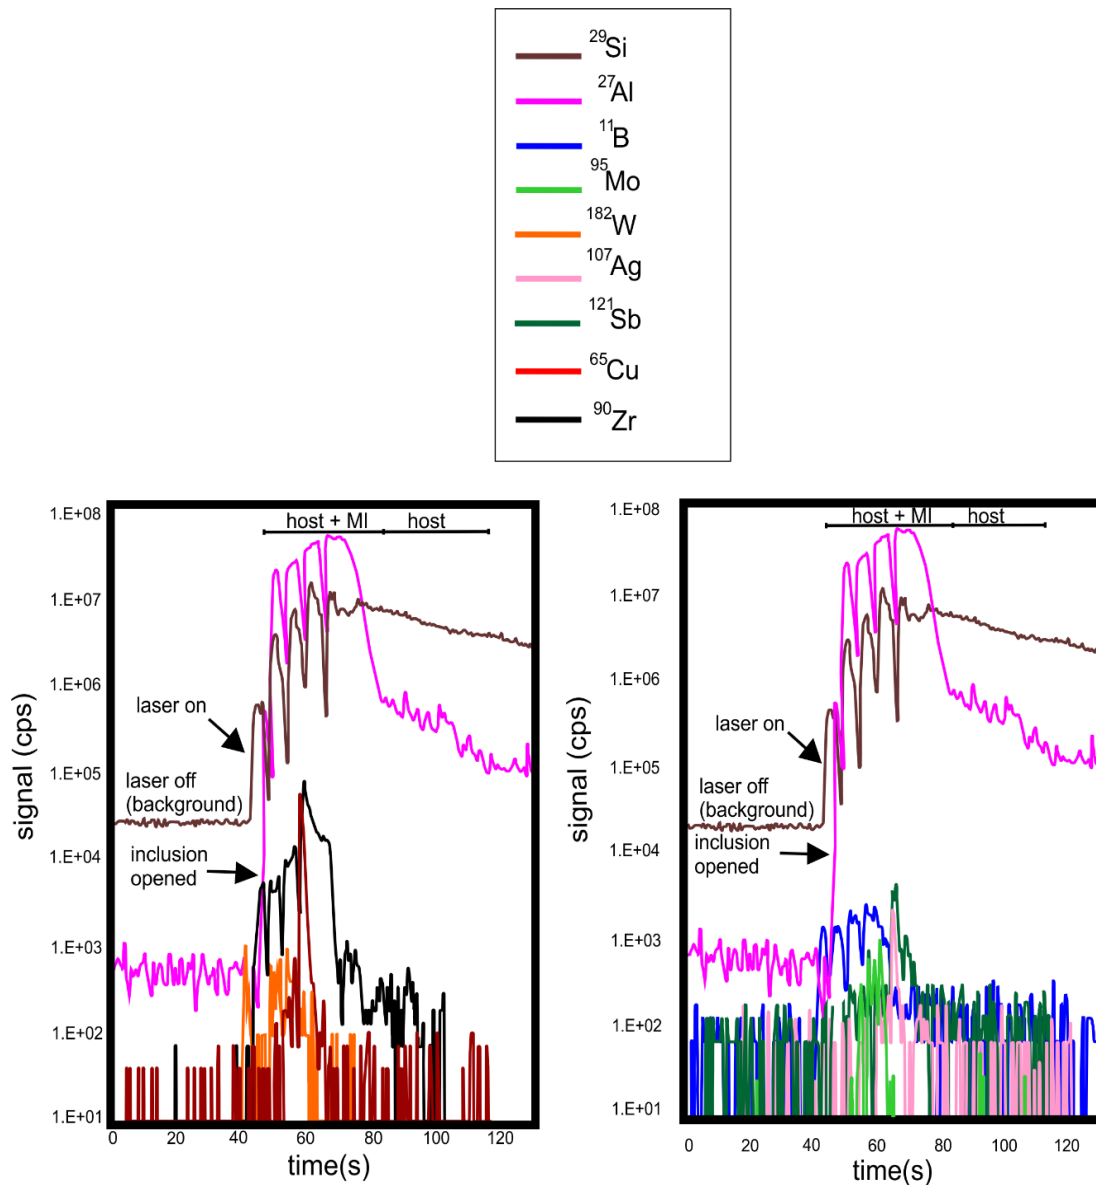 29Si
27Al
11B
95Mo
182W
107Ag
121Sb
65Cu
90Zr
1.E+08
1.E+07
1.E+06
1.E+05
1.E+04
1.E+03
1.E+02
1.E+01
signal (cps)
host + MI
host
laser on
laser off
(background)
inclusion
opened
0 20 40 60 80 100 120
time(s)
1.E+08
1.E+07
1.E+06
1.E+05
1.E+04
1.E+03
1.E+02
1.E+01
signal (cps)
host + MI
host
laser on
laser off
(background)
inclusion
opened
0 20 40 60 80 100 120
time(s)